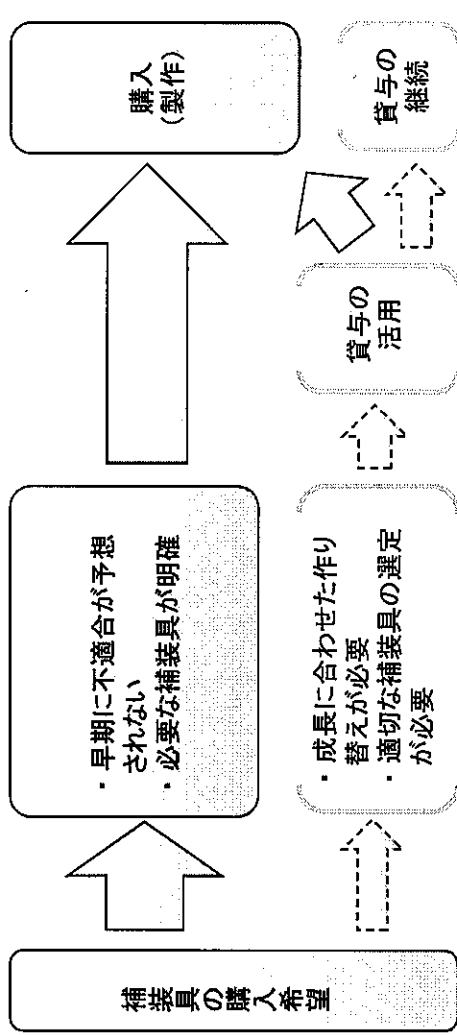 補装具の購入希望
・早期に不適合が予想
されない
・必要な補装具が明確
購入
(製作)
・成長に合わせた作り
替えが必要
・適切な補装具の選定
が必要
貸与の
活用
貸与の
継続